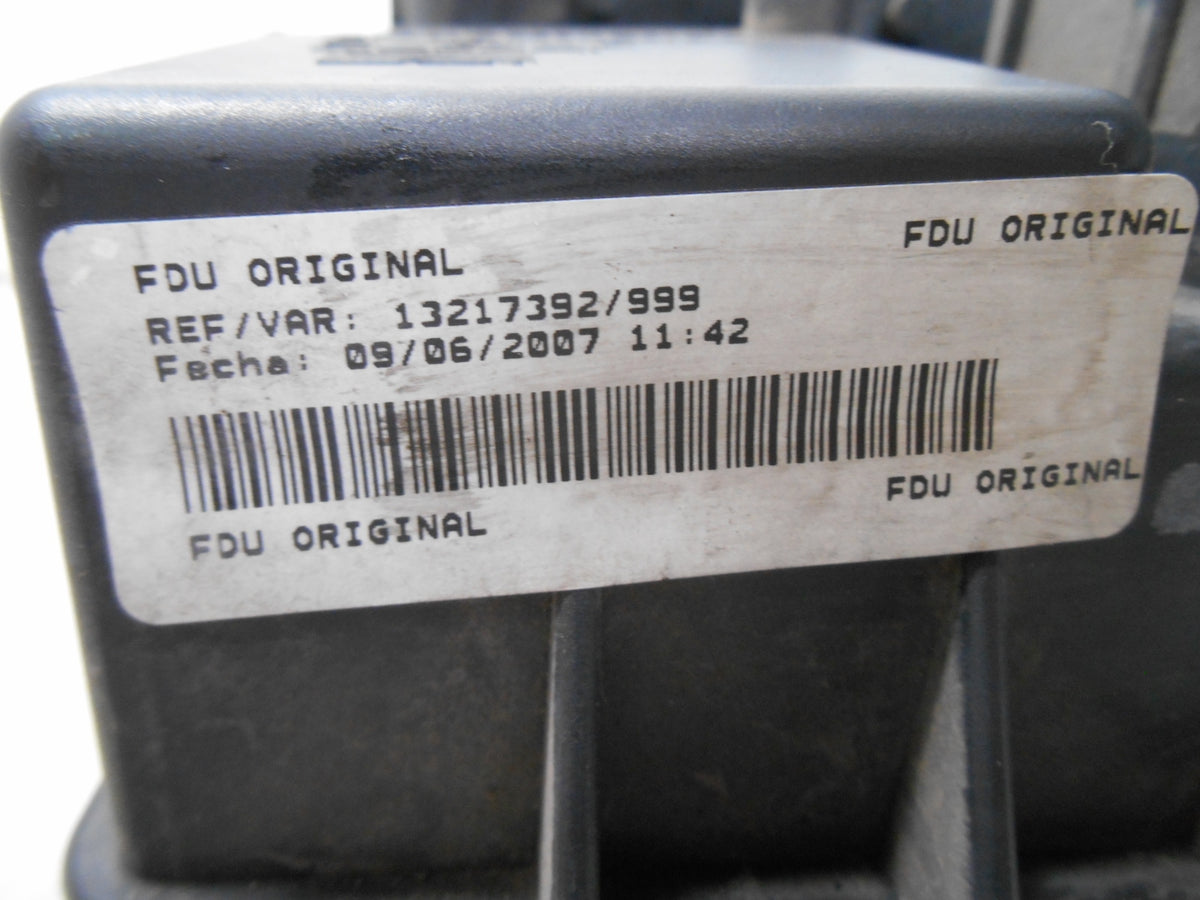 FDU ORIGINAL
FDU ORIGINAL
REF/VAR: 13217392/999
Fecha: 09/06/2007 11:42
FDU ORIGINAL
FDU ORIGINAL